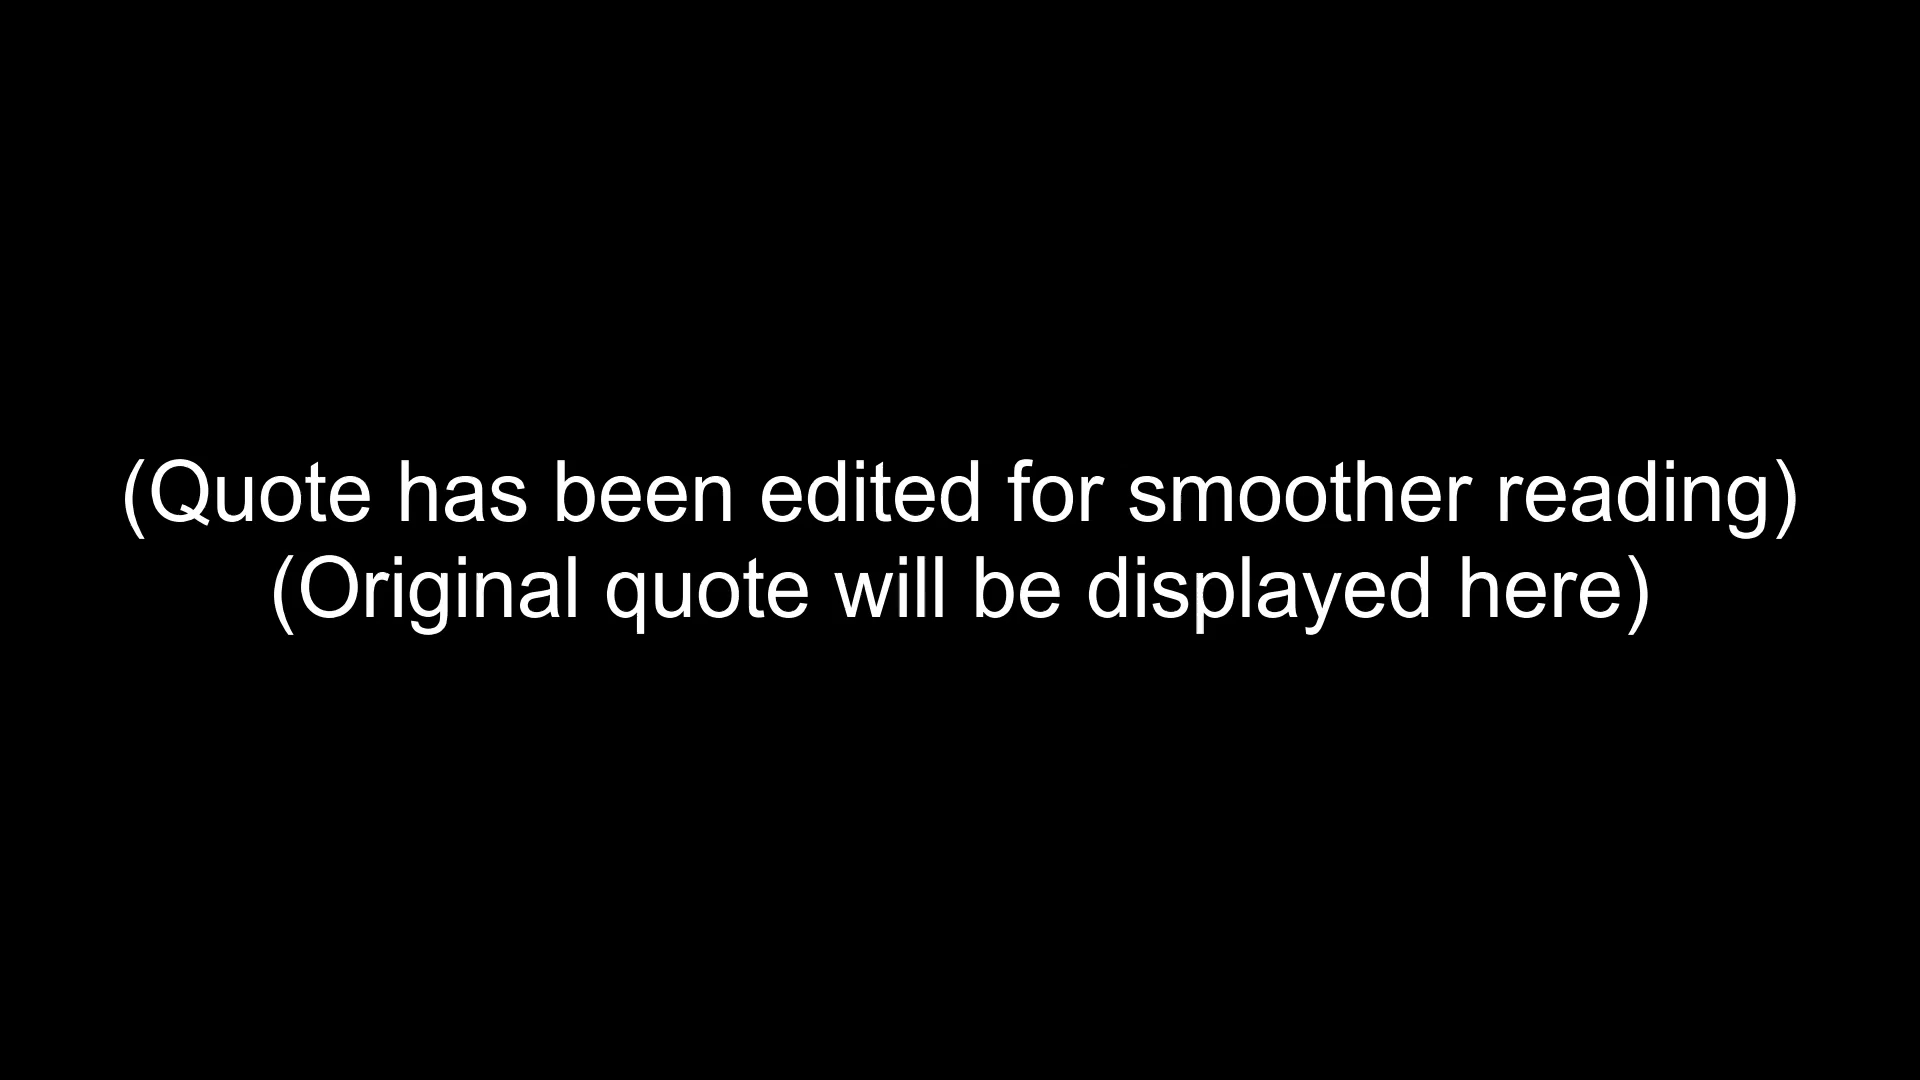 (Quote has been edited for smoother reading)
(Original quote will be displayed here)